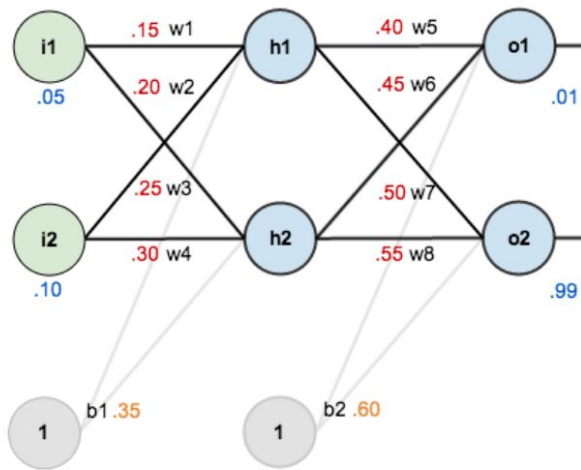 i1 .15 w1 h1 .40 w5 o1
.05 .20 w2 .45 w6 .01
.25 w3 .50 w7
i2 .30 w4 h2 .55 w8 o2
.10 .99
1 b1 .35 1 b2 .60